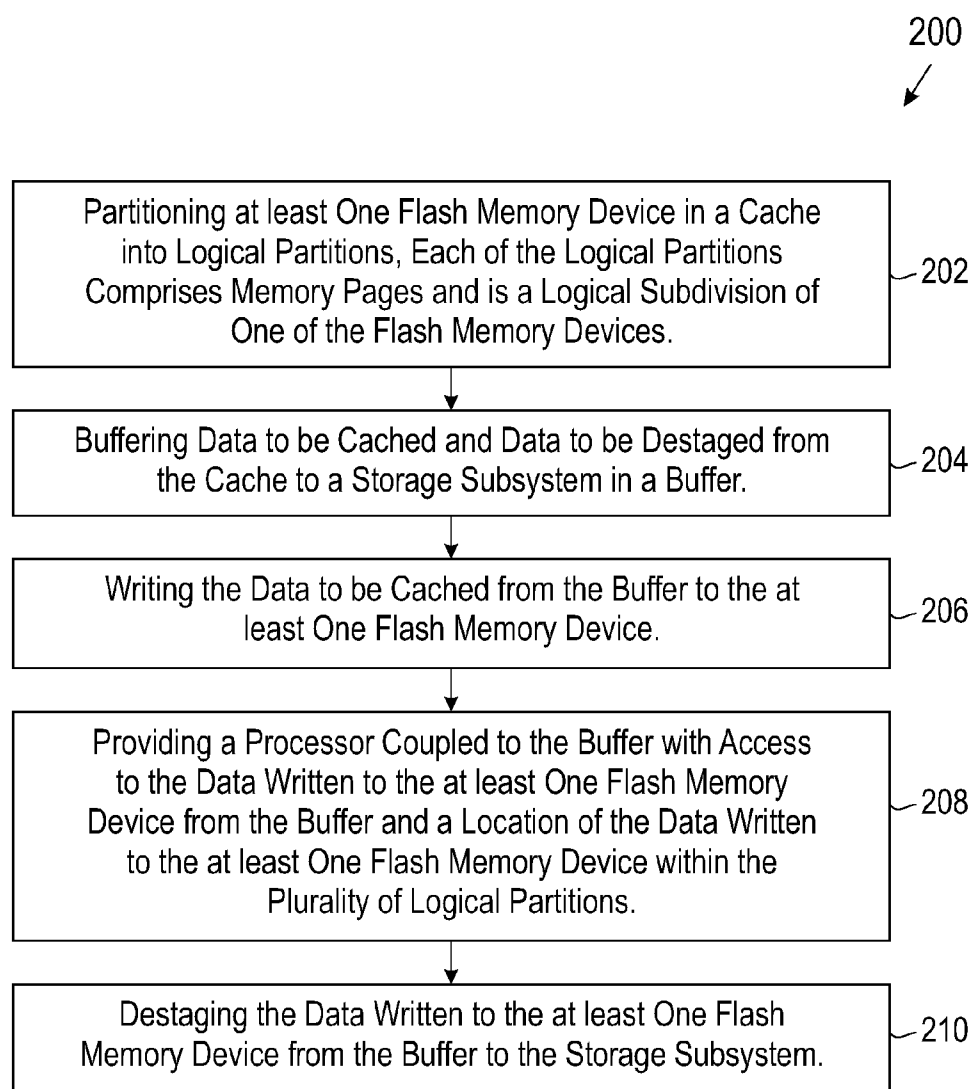 200
Partitioning at least One Flash Memory Device in a Cache
into Logical Partitions, Each of the Logical Partitions
Comprises Memory Pages and is a Logical Subdivision of
One of the Flash Memory Devices.
202
Buffering Data to be Cached and Data to be Destaged from
the Cache to a Storage Subsystem in a Buffer.
204
Writing the Data to be Cached from the Buffer to the at
least One Flash Memory Device.
206
Providing a Processor Coupled to the Buffer with Access
to the Data Written to the at least One Flash Memory
Device from the Buffer and a Location of the Data Written
to the at least One Flash Memory Device within the
Plurality of Logical Partitions.
208
Destaging the Data Written to the at least One Flash
Memory Device from the Buffer to the Storage Subsystem.
210